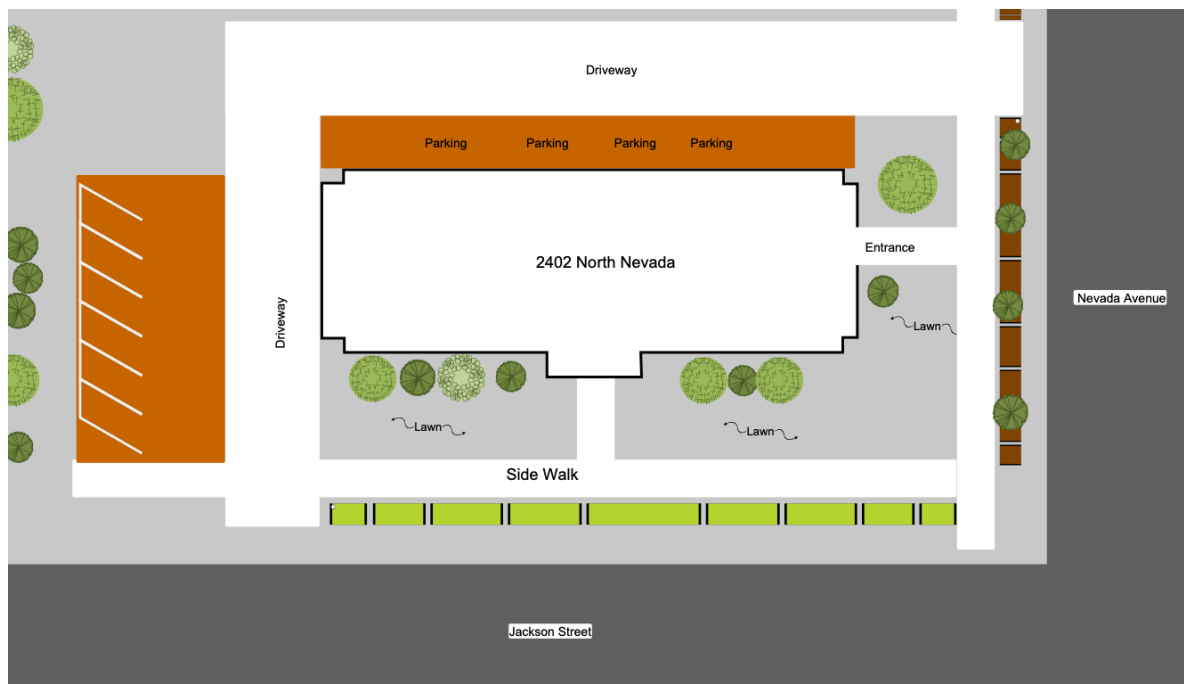 Driveway
Parking Parking Parking Parking
Entrance
2402 North Nevada
Nevada Avenue
Driveway
Lawn
Lawn
Lawn
Side Walk
Jackson Street